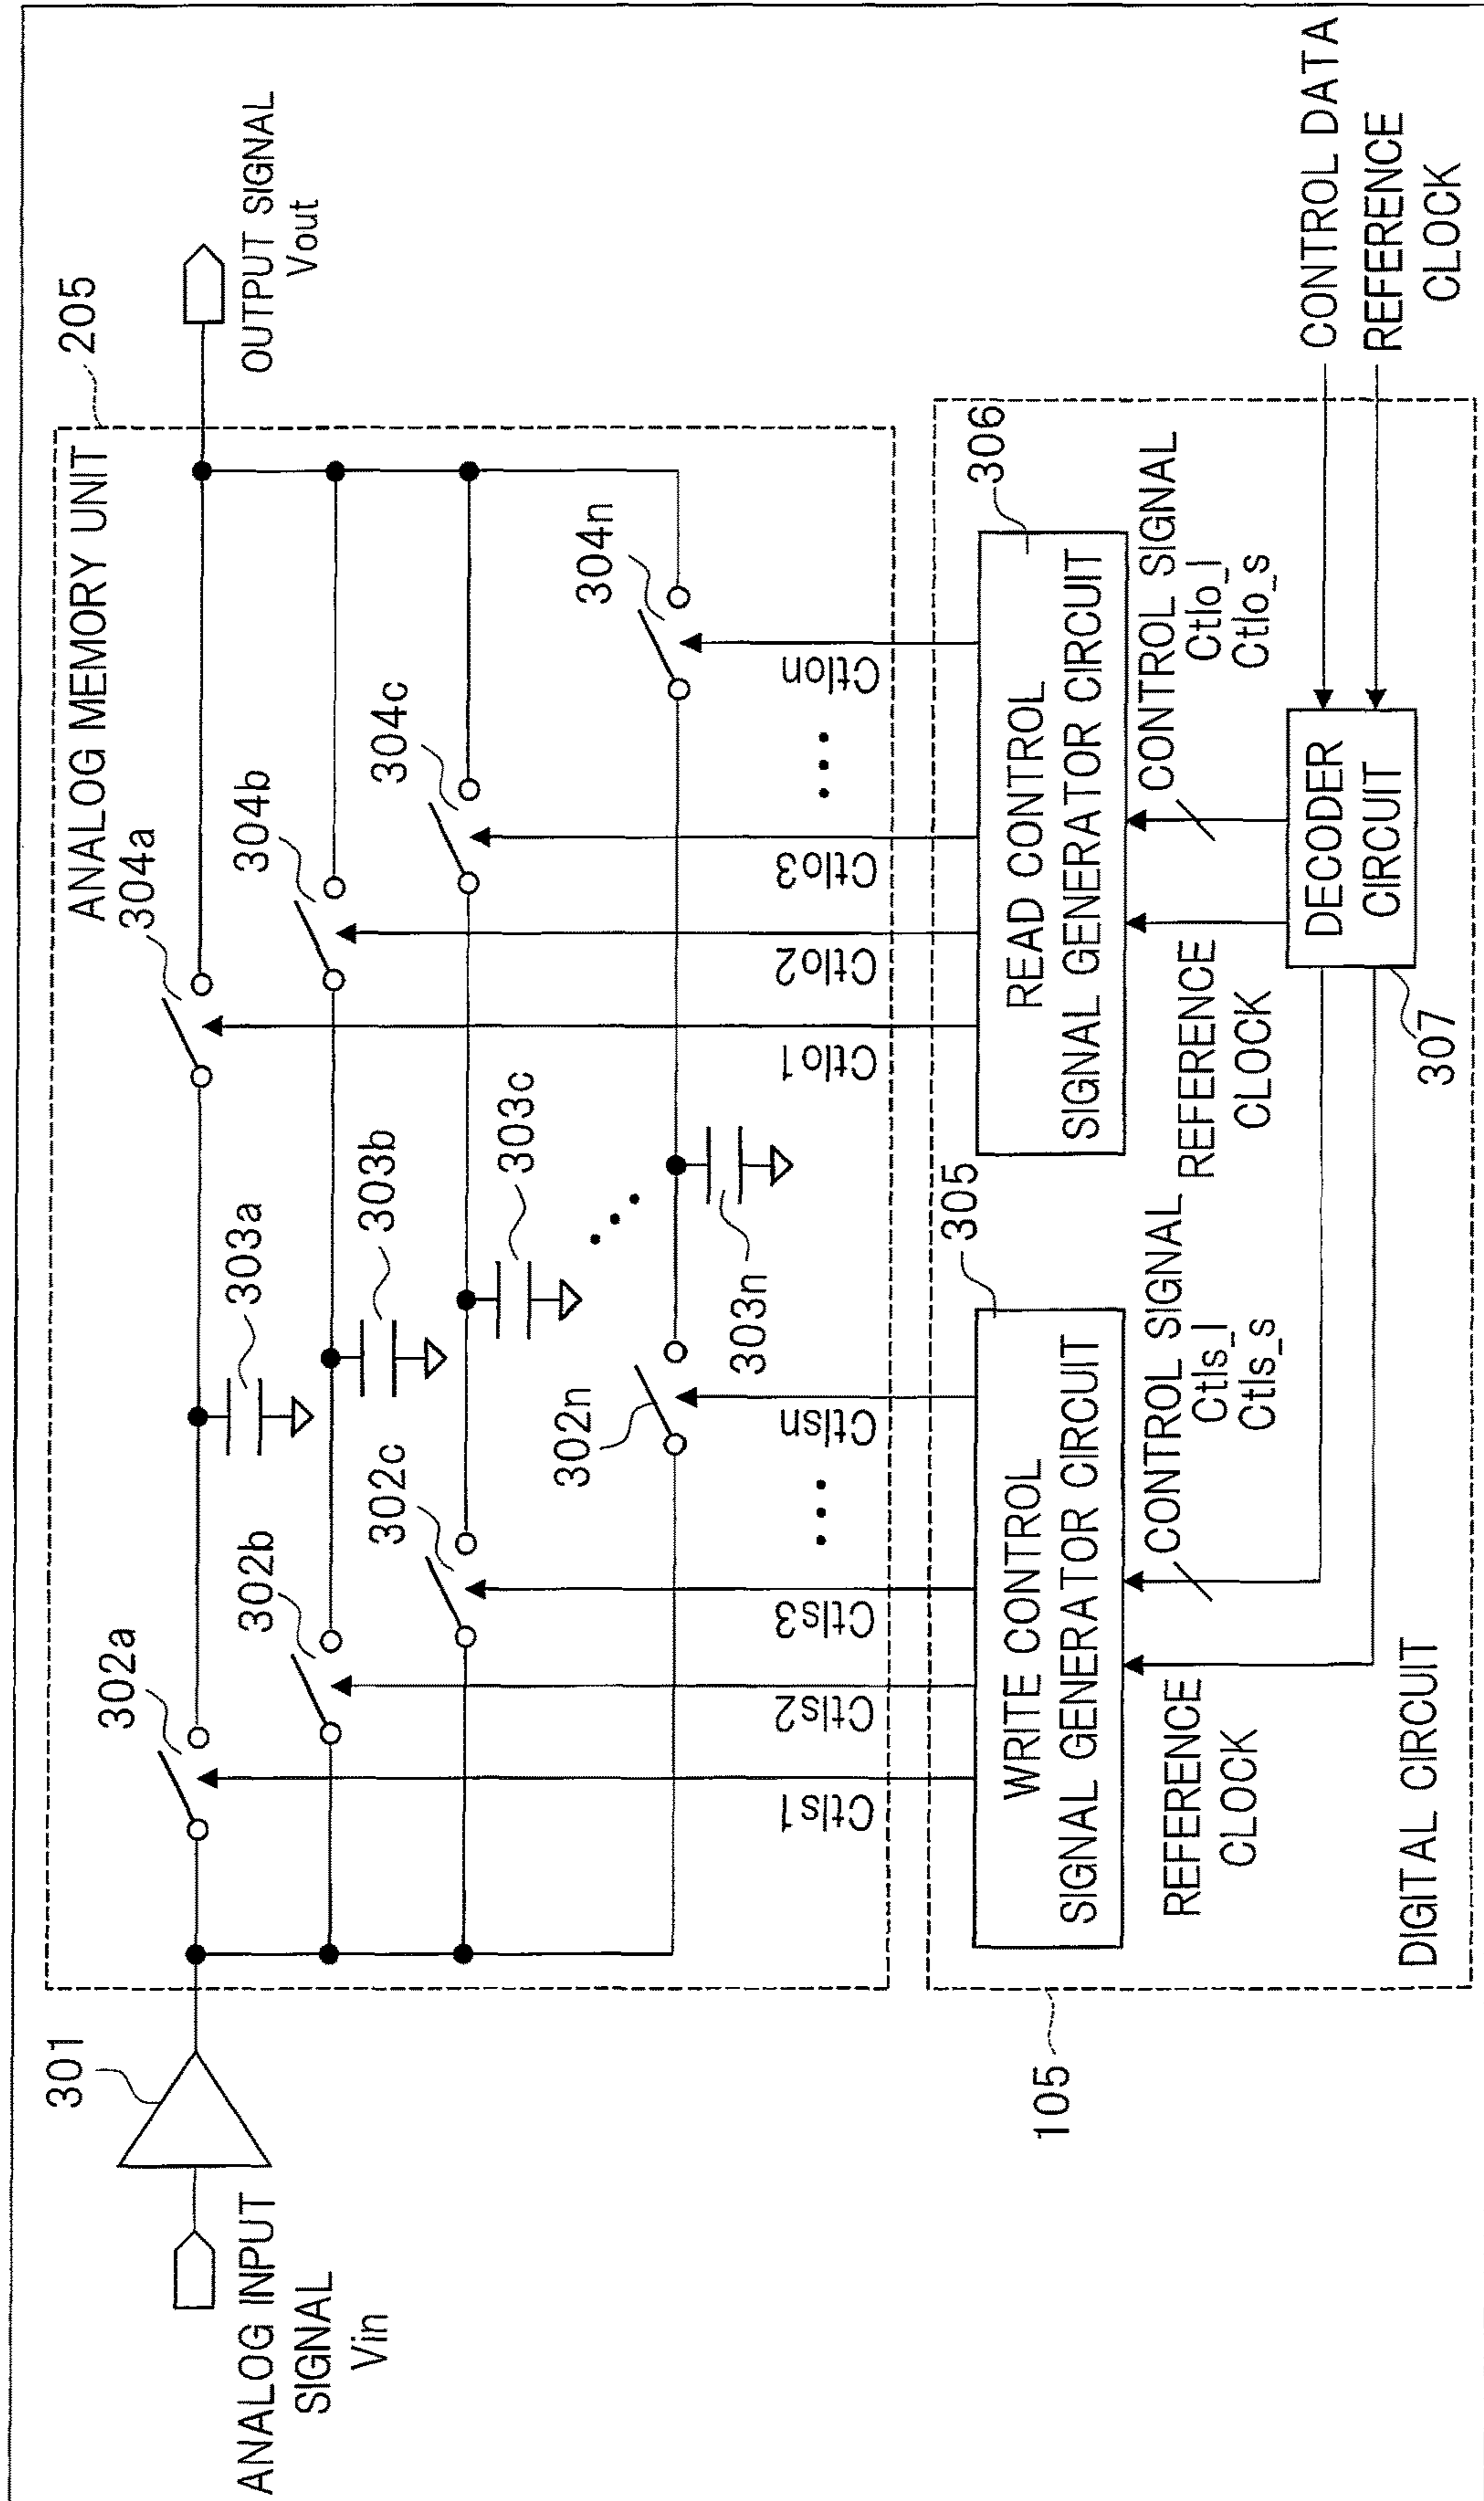 ANALOG INPUT
SIGNAL
Vin
301
ANALOG MEMORY UNIT
205
OUTPUT SIGNAL
Vout
302a
302b
302c
302n
303a
303b
303c
303n
304a
304b
304c
304n
Ctls1
Ctls2
Ctls3
Ctlsn
Ctlo1
Ctlo2
Ctlo3
Ctlon
305
WRITE CONTROL
SIGNAL GENERATOR CIRCUIT
306
READ CONTROL
SIGNAL GENERATOR CIRCUIT
REFERENCE
CLOCK
CONTROL SIGNAL
Ctls_l
Ctls_s
REFERENCE
CLOCK
CONTROL SIGNAL
Ctlo_l
Ctlo_s
DECODER
CIRCUIT
307
CONTROL DATA
REFERENCE
CLOCK
DIGITAL CIRCUIT
105